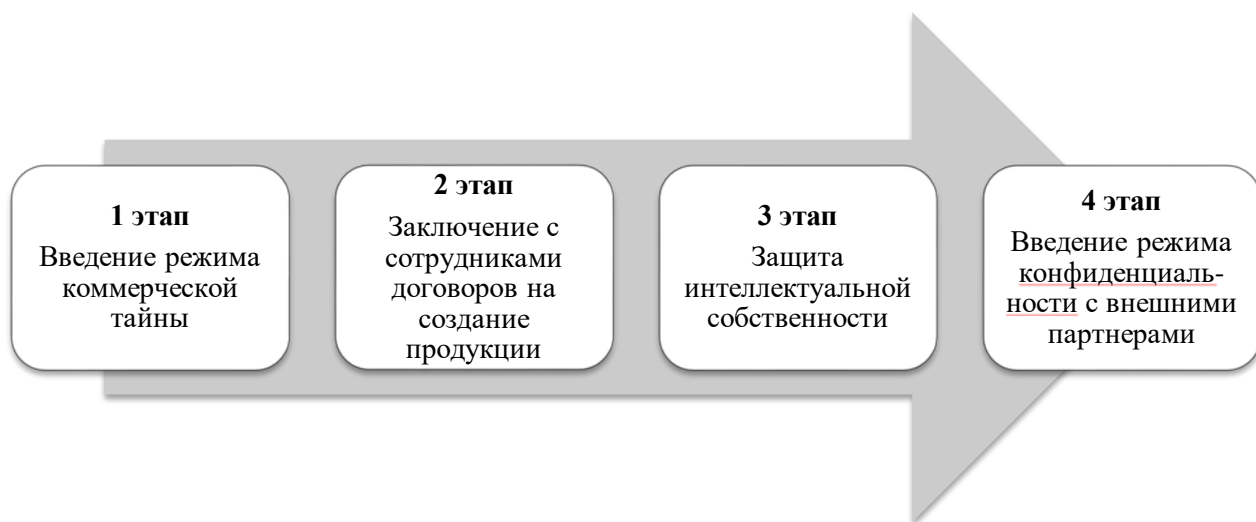 1 этап
Введение режима
коммерческой
тайны
2 этап
Заключение с
сотрудниками
договоров на
создание
продукции
3 этап
Защита
интеллектуальной
собственности
4 этап
Введение режима
конфиденциаль-
ности с внешними
партнерами